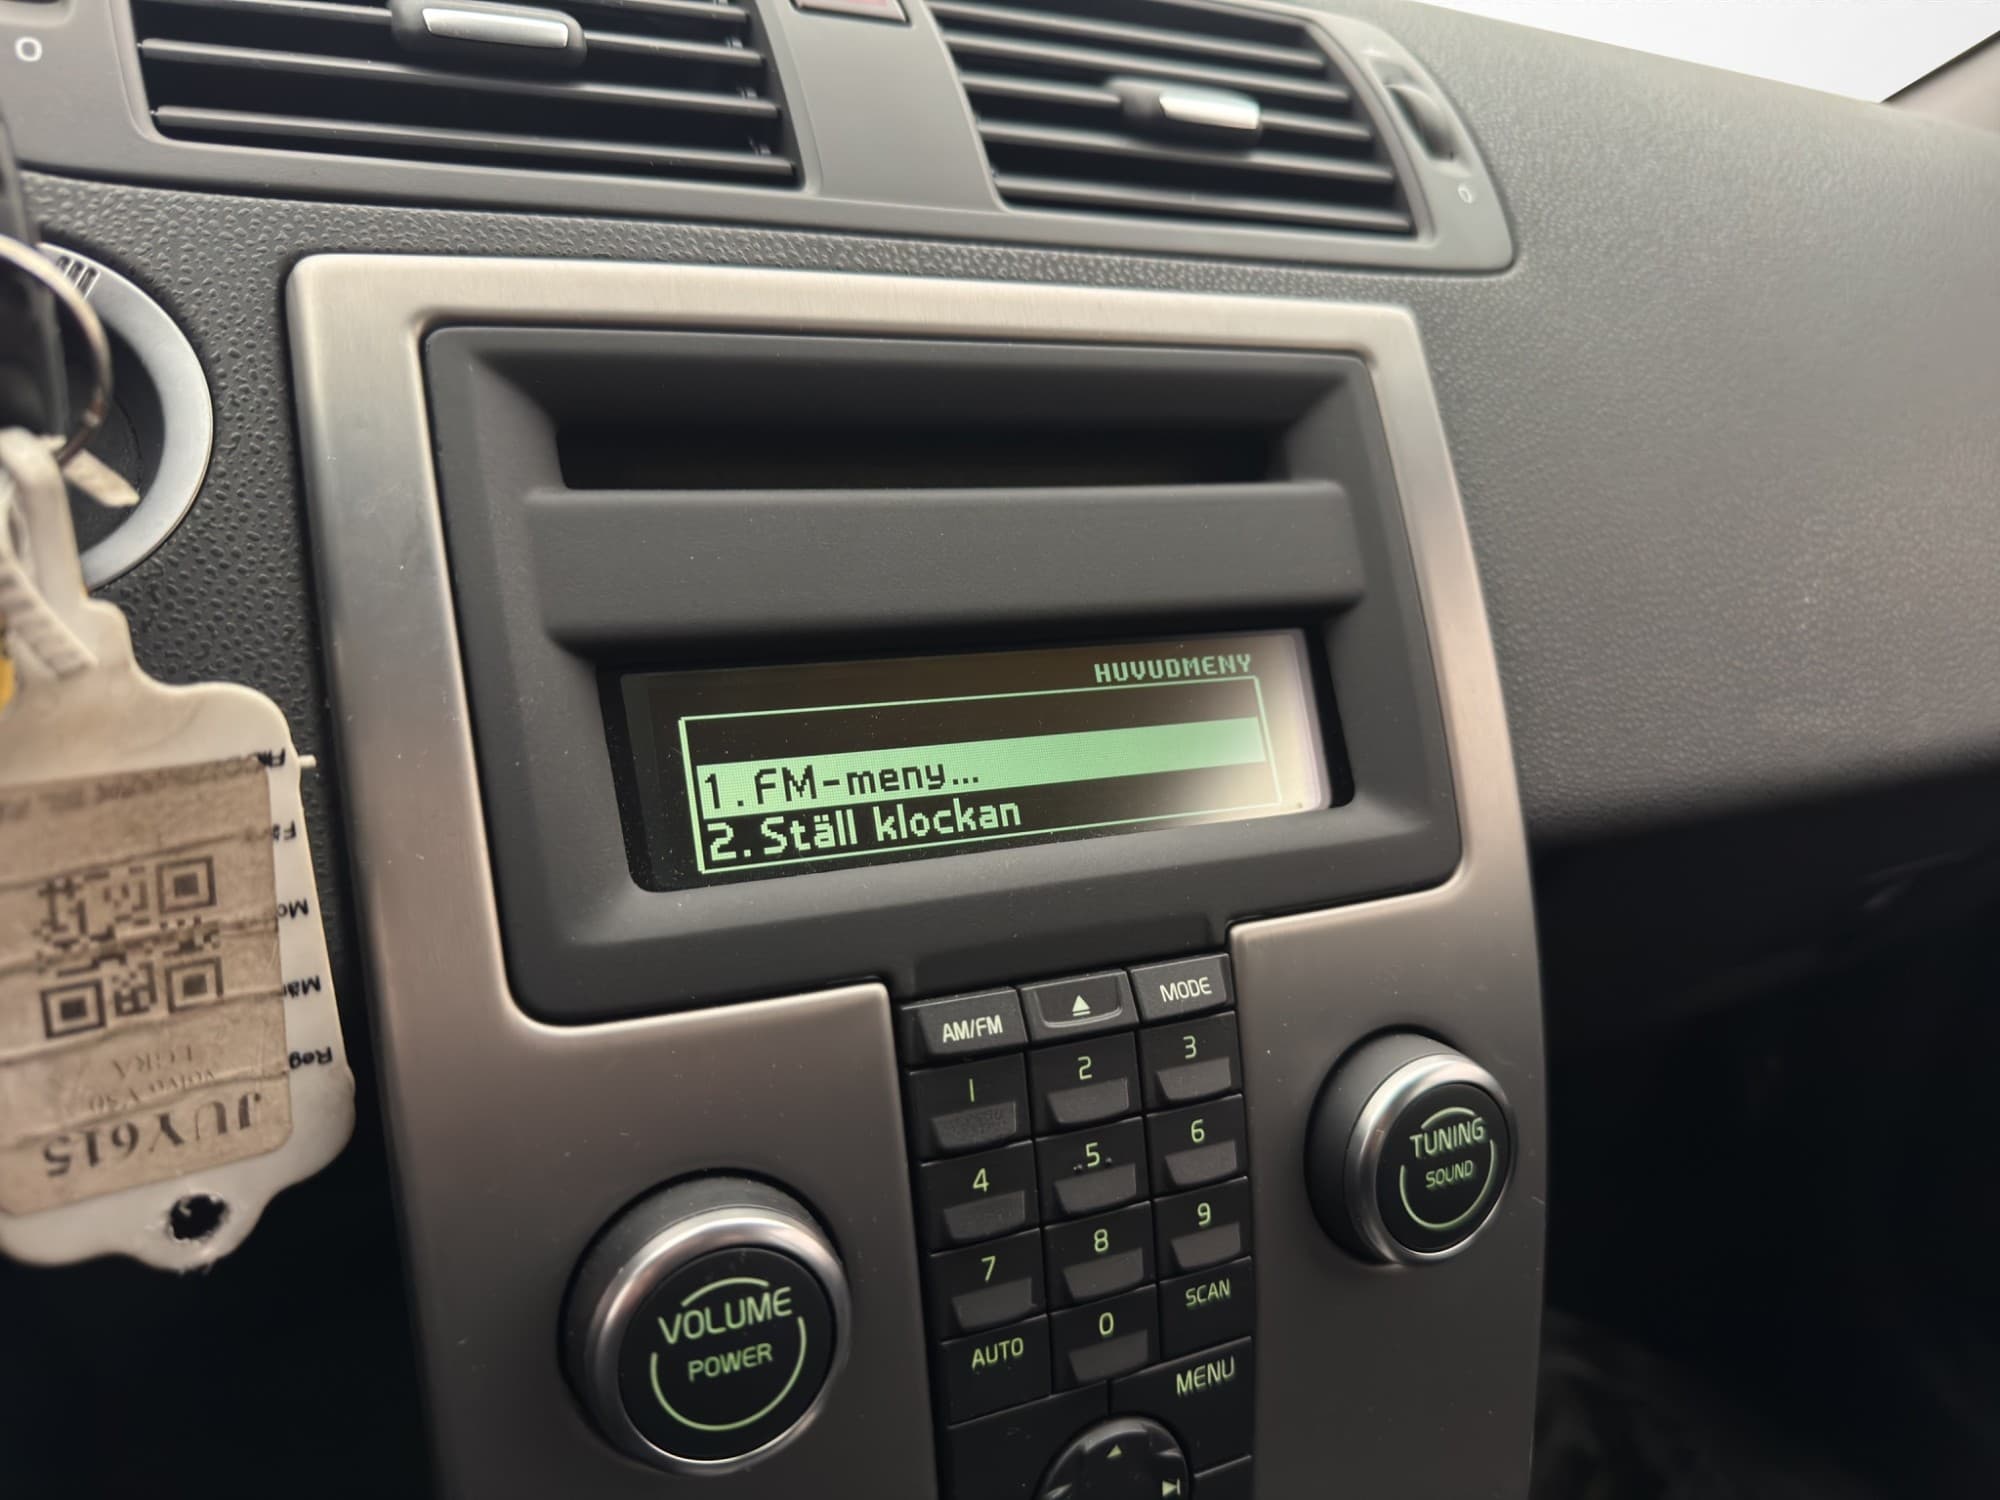 HUVUDMENY
1. FM-meny...
2. Ställ klockan
AM/FM
MODE
1
2
3
4
5
6
7
8
9
AUTO
0
SCAN
MENU
VOLUME
POWER
TUNING
SOUND
Reg
JUY615